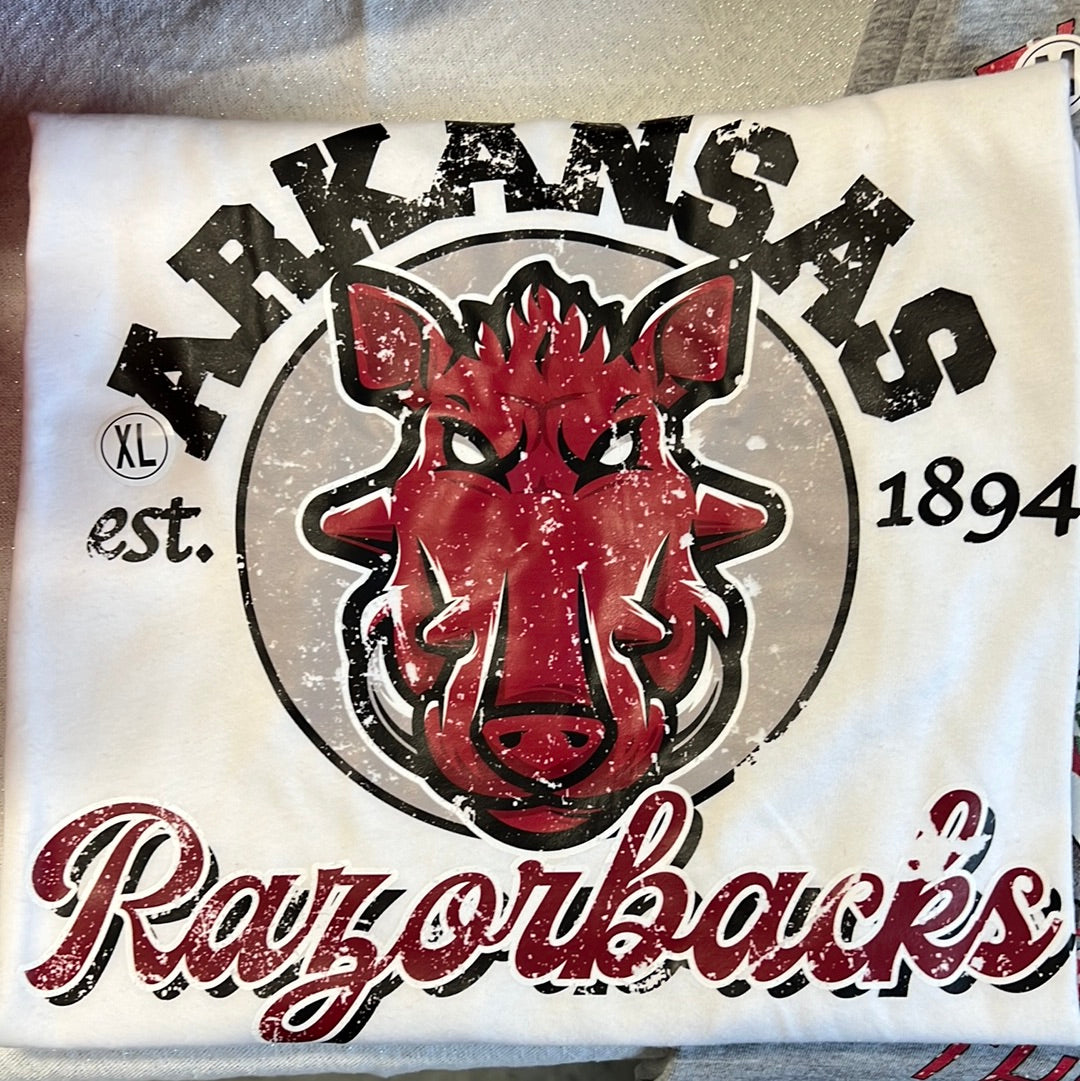 ARKANSAS
XL
est. 1894
Razorbacks